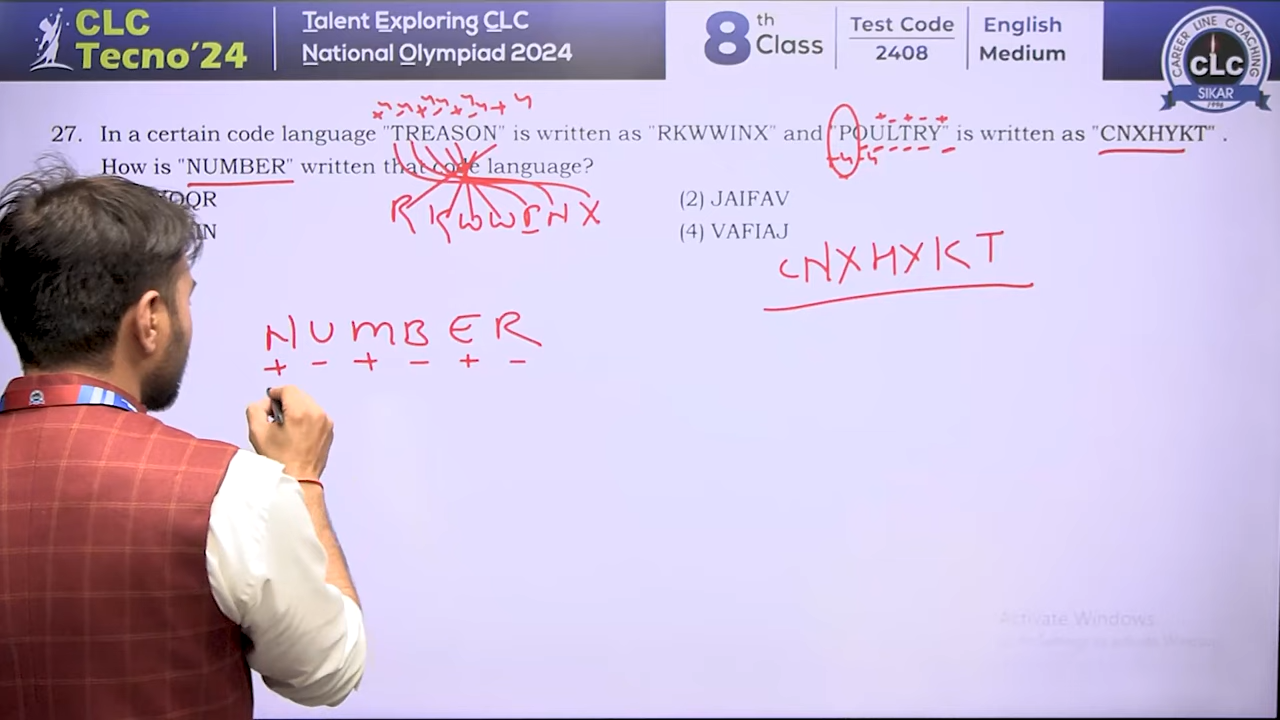 CLC
Tecno'24
Talent Exploring CLC
National Olympiad 2024
8th Class
Test Code
2408
English
Medium
CAREER LINE COACHING
CLC
SIKAR
1996
27. In a certain code language "TREASON" is written as "RKWWINX" and "POULTRY" is written as "CNXHYKT" .
How is "NUMBER" written that code language?
(2) JAIFAV
(4) VAFIAJ
R K W W I N X
CNXHYKT
NUMBER
+ - + - + -
Activate Windows